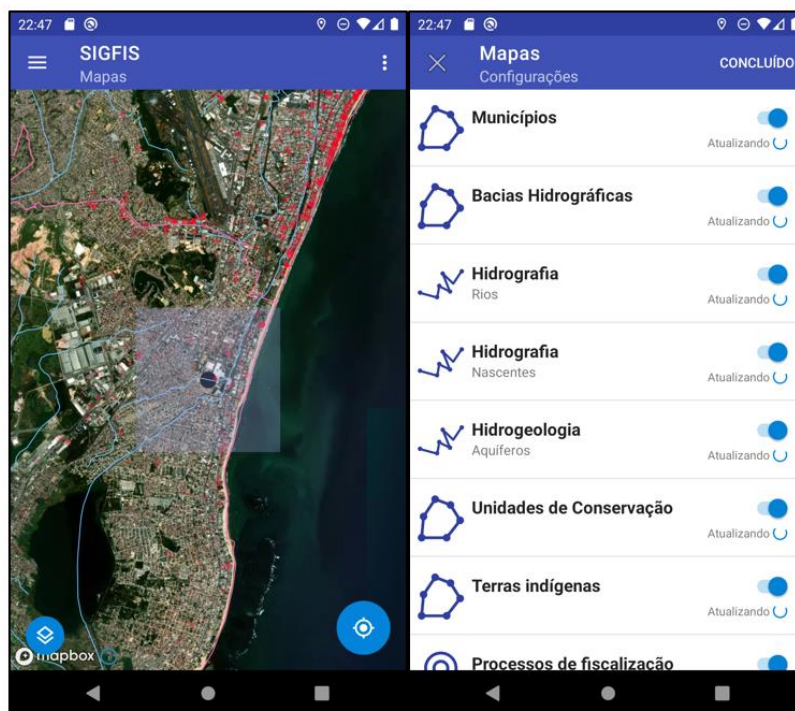 22:47
SIGFIS
Mapas
mapbox
22:47
Mapas
Configurações
CONCLUÍDO
Municípios
Atualizando
Bacias Hidrográficas
Atualizando
Hidrografia
Rios
Atualizando
Hidrografia
Nascentes
Atualizando
Hidrogeologia
Aquíferos
Atualizando
Unidades de Conservação
Atualizando
Terras indígenas
Atualizando
Processos de fiscalização